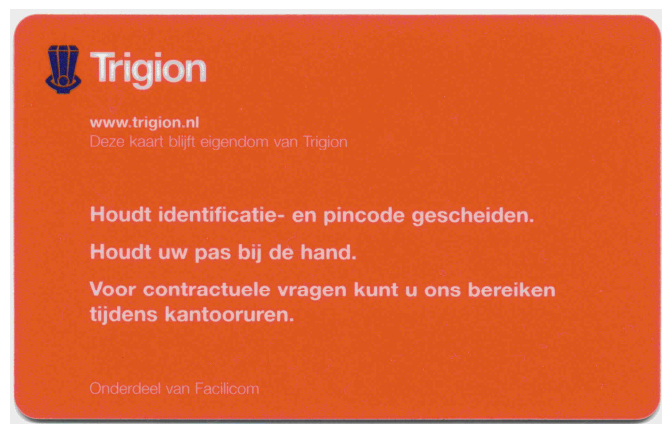 Trigion
www.trigion.nl
Deze kaart blijft eigendom van Trigion
Houdt identificatie- en pincode gescheiden.
Houdt uw pas bij de hand.
Voor contractuele vragen kunt u ons bereiken
tijdens kantooruren.
Onderdeel van Facilicom